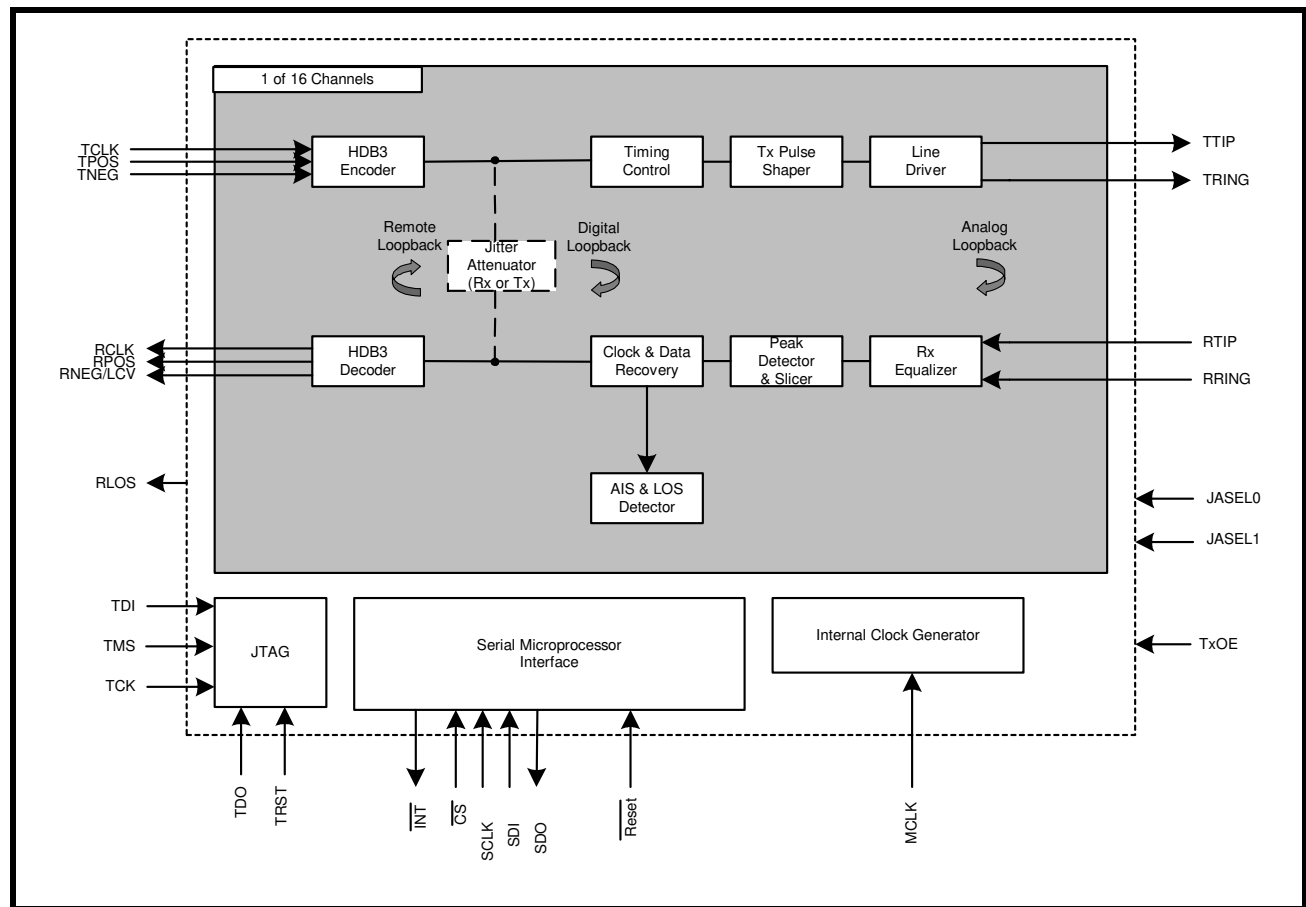 1 of 16 Channels
TCLK
TPOS
TNEG
HDB3
Encoder
Timing
Control
Tx Pulse
Shaper
Line
Driver
TTIP
TRING
Remote
Loopback
Jitter
Attenuator
(Rx or Tx)
Digital
Loopback
Analog
Loopback
RCLK
RPOS
RNEG/LCV
HDB3
Decoder
Clock & Data
Recovery
Peak
Detector
& Slicer
Rx
Equalizer
RTIP
RRING
RLOS
AIS & LOS
Detector
JASEL0
JASEL1
TDI
TMS
TCK
JTAG
Serial Microprocessor
Interface
Internal Clock Generator
TxOE
TDO
TRST
INT
CS
SCLK
SDI
SDO
Reset
MCLK